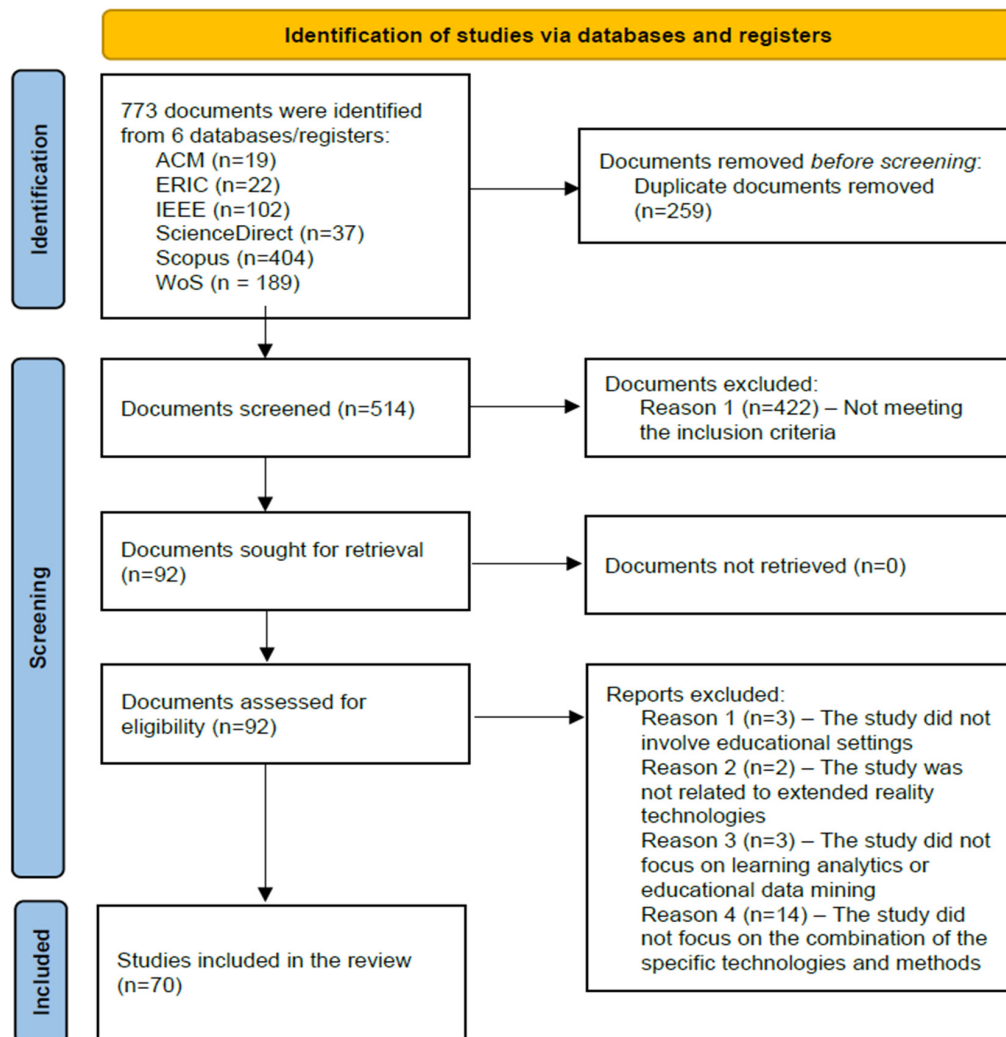 Identification of studies via databases and registers
Identification
773 documents were identified
from 6 databases/registers:
ACM (n=19)
ERIC (n=22)
IEEE (n=102)
ScienceDirect (n=37)
Scopus (n=404)
WoS (n = 189)
Documents removed before screening:
Duplicate documents removed
(n=259)
Screening
Documents screened (n=514)
Documents excluded:
Reason 1 (n=422) – Not meeting
the inclusion criteria
Documents sought for retrieval
(n=92)
Documents not retrieved (n=0)
Documents assessed for
eligibility (n=92)
Reports excluded:
Reason 1 (n=3) – The study did not
involve educational settings
Reason 2 (n=2) – The study was
not related to extended reality
technologies
Reason 3 (n=3) – The study did not
focus on learning analytics or
educational data mining
Reason 4 (n=14) – The study did
not focus on the combination of the
specific technologies and methods
Included
Studies included in the review
(n=70)